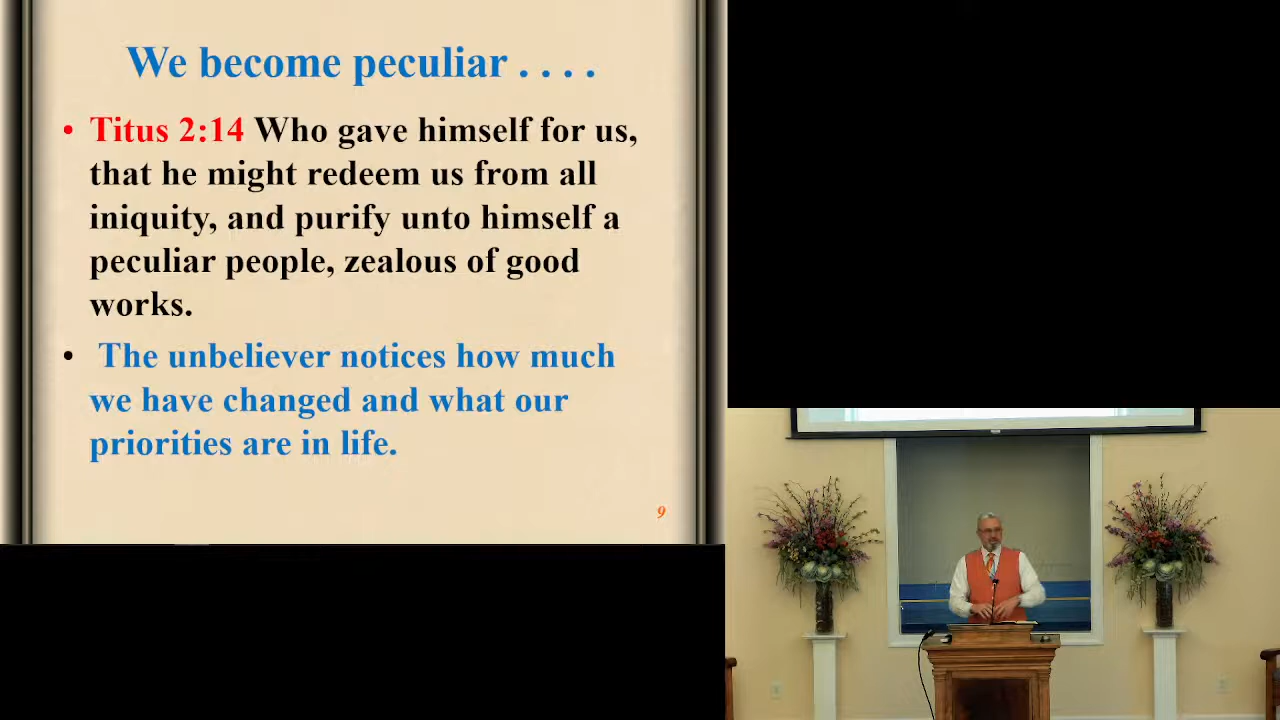 We become peculiar . . . .
• Titus 2:14 Who gave himself for us,
that he might redeem us from all
iniquity, and purify unto himself a
peculiar people, zealous of good
works.
• The unbeliever notices how much
we have changed and what our
priorities are in life.
9